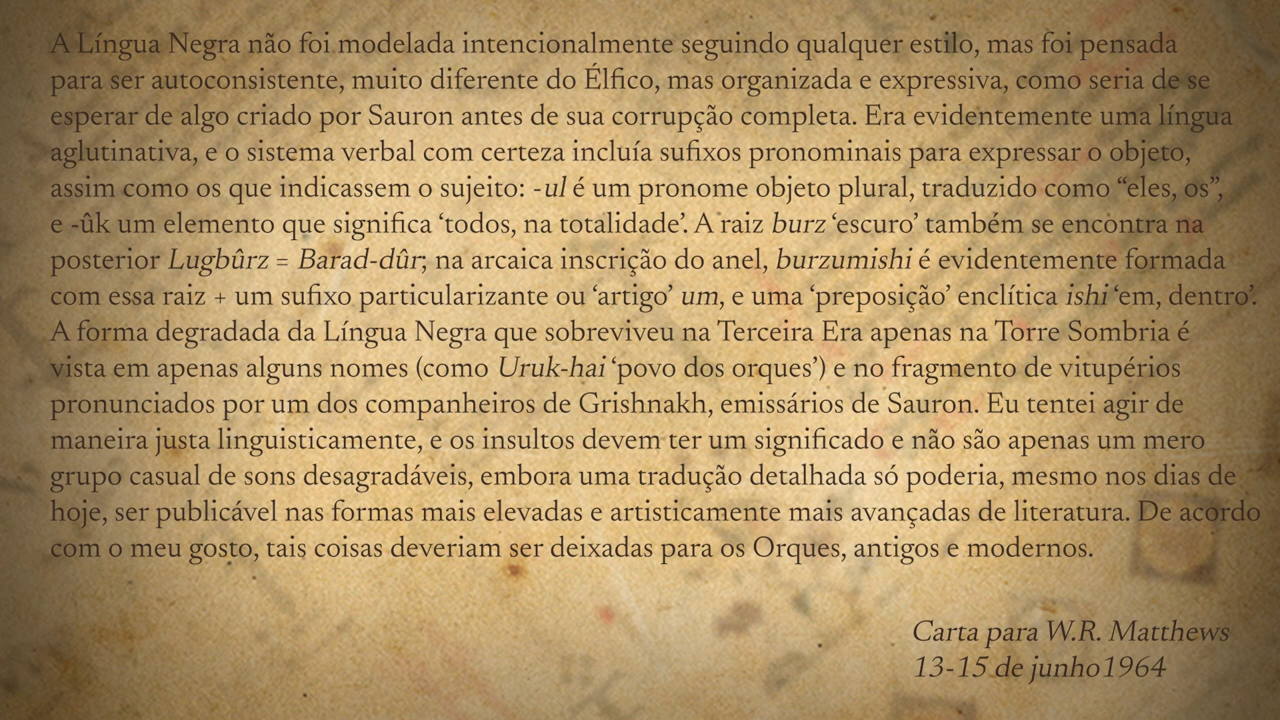 A Língua Negra não foi modelada intencionalmente seguindo qualquer estilo, mas foi pensada
para ser autoconsistente, muito diferente do Élfico, mas organizada e expressiva, como seria de se
esperar de algo criado por Sauron antes de sua corrupção completa. Era evidentemente uma língua
aglutinativa, e o sistema verbal com certeza incluía sufixos pronominais para expressar o objeto,
assim como os que indicassem o sujeito: -ul é um pronome objeto plural, traduzido como “eles, os”,
e -ûk um elemento que significa ‘todos, na totalidade’. A raiz burz ‘escuro’ também se encontra na
posterior Lugbûrz = Barad-dûr; na arcaica inscrição do anel, burzumishi é evidentemente formada
com essa raiz + um sufixo particularizante ou ‘artigo’ um, e uma ‘preposição’ enclítica ishi ‘em, dentro’.
A forma degradada da Língua Negra que sobreviveu na Terceira Era apenas na Torre Sombria é
vista em apenas alguns nomes (como Uruk-hai ‘povo dos orques’) e no fragmento de vitupérios
pronunciados por um dos companheiros de Grishnakh, emissários de Sauron. Eu tentei agir de
maneira justa linguisticamente, e os insultos devem ter um significado e não são apenas um mero
grupo casual de sons desagradáveis, embora uma tradução detalhada só poderia, mesmo nos dias de
hoje, ser publicável nas formas mais elevadas e artisticamente mais avançadas de literatura. De acordo
com o meu gosto, tais coisas deveriam ser deixadas para os Orques, antigos e modernos.
Carta para W.R. Matthews
13-15 de junho1964